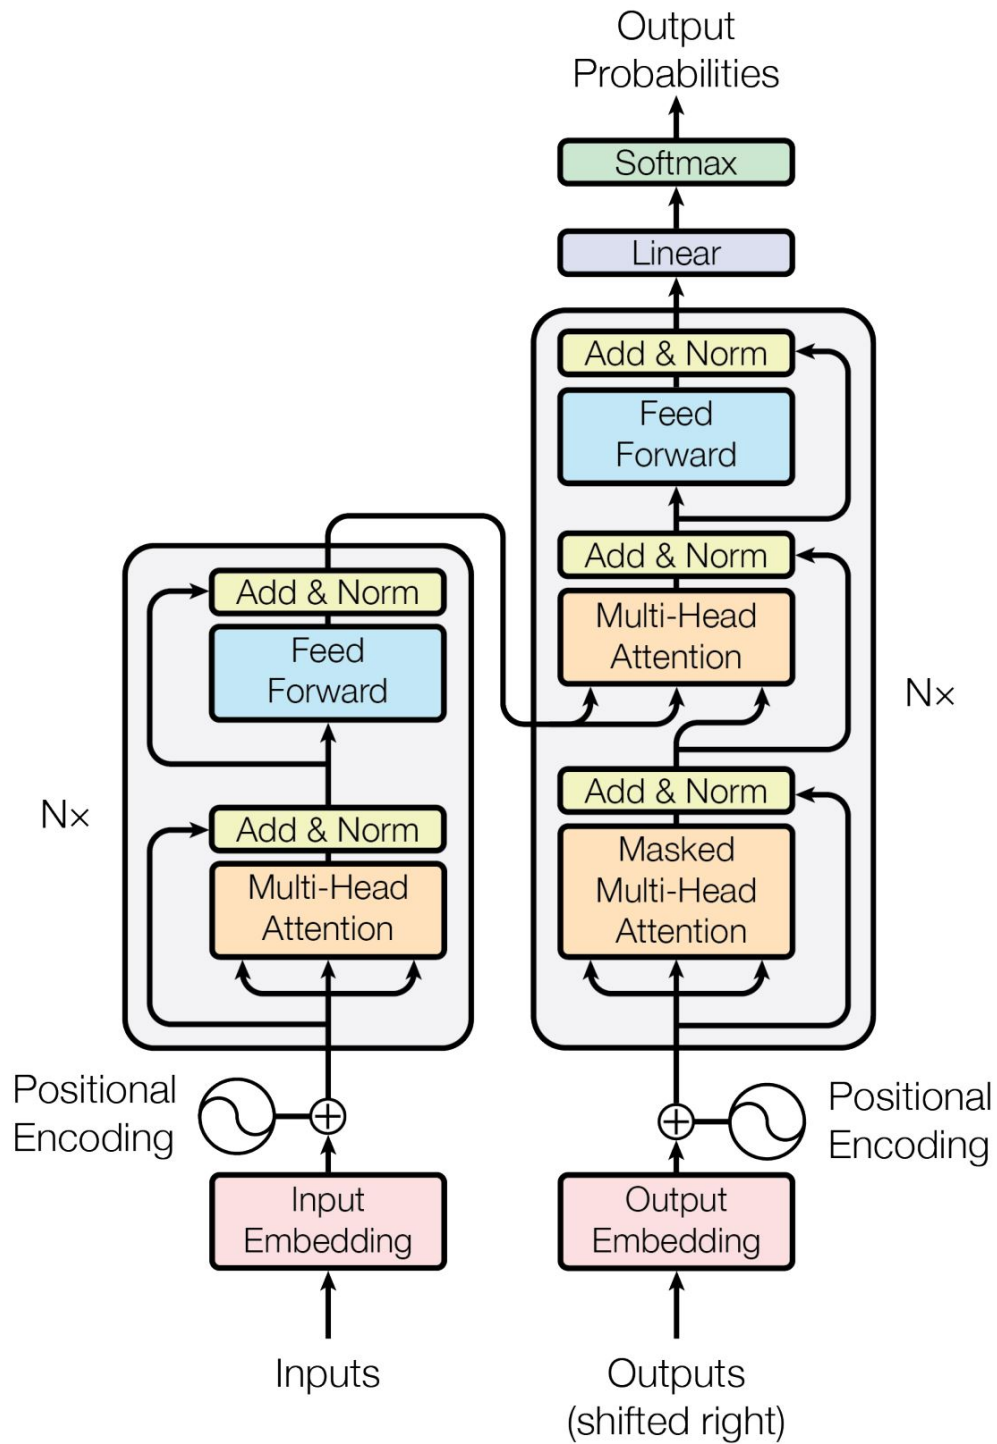 Output
Probabilities
Softmax
Linear
Add & Norm
Feed
Forward
Add & Norm
Multi-Head
Attention
N×
Add & Norm
Masked
Multi-Head
Attention
Add & Norm
Feed
Forward
N×
Add & Norm
Multi-Head
Attention
Positional
Encoding
Positional
Encoding
Input
Embedding
Output
Embedding
Inputs
Outputs
(shifted right)